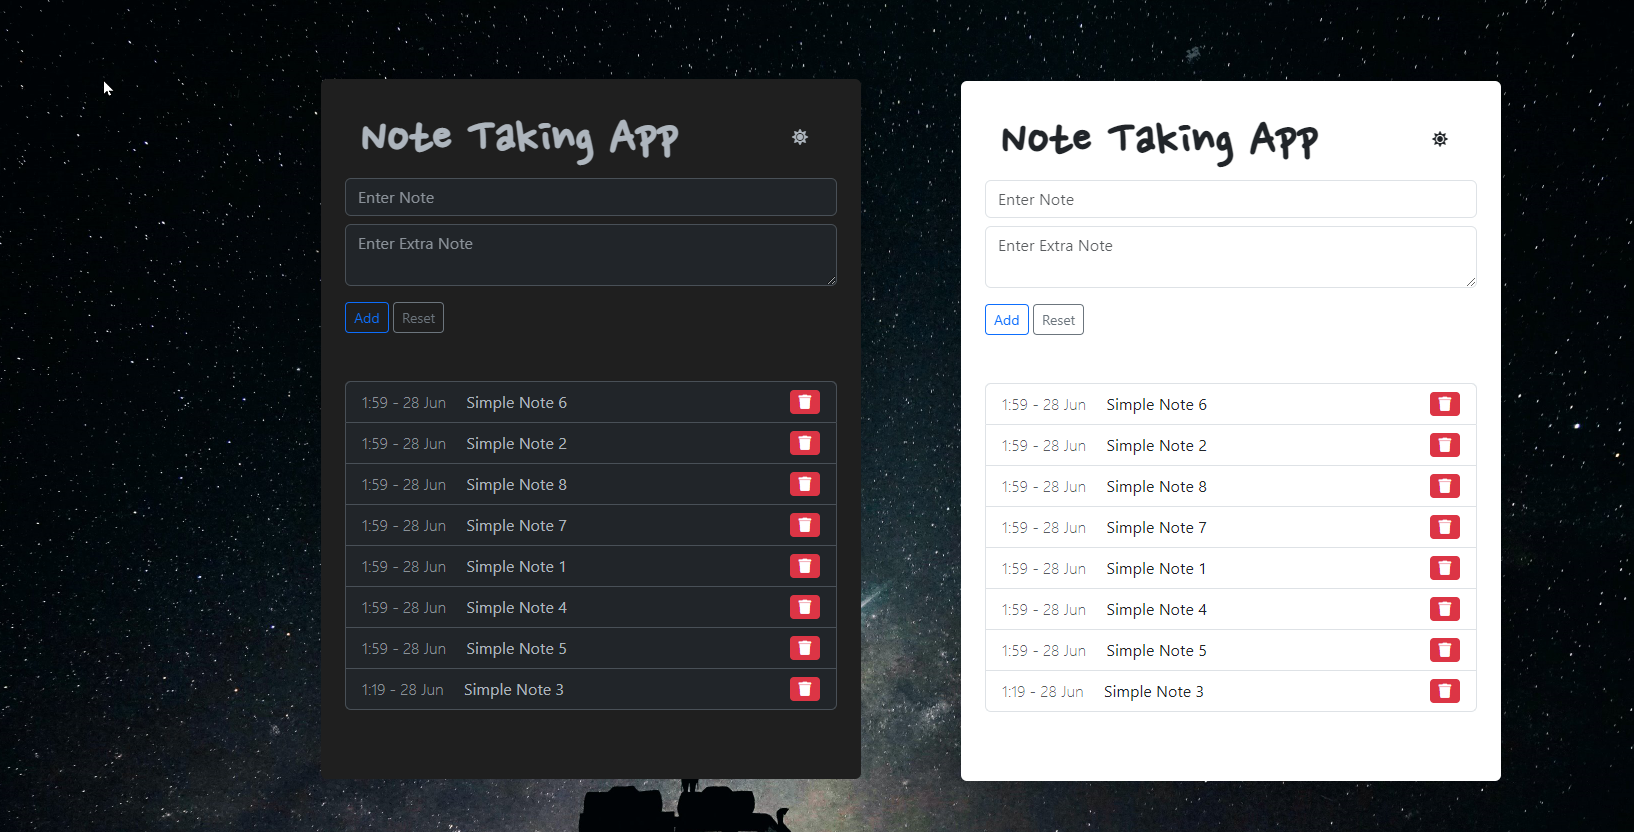 Note Taking App
Enter Note
Enter Extra Note
Add Reset
1:59 - 28 Jun Simple Note 6
1:59 - 28 Jun Simple Note 2
1:59 - 28 Jun Simple Note 8
1:59 - 28 Jun Simple Note 7
1:59 - 28 Jun Simple Note 1
1:59 - 28 Jun Simple Note 4
1:59 - 28 Jun Simple Note 5
1:19 - 28 Jun Simple Note 3
Note Taking App
Enter Note
Enter Extra Note
Add Reset
1:59 - 28 Jun Simple Note 6
1:59 - 28 Jun Simple Note 2
1:59 - 28 Jun Simple Note 8
1:59 - 28 Jun Simple Note 7
1:59 - 28 Jun Simple Note 1
1:59 - 28 Jun Simple Note 4
1:59 - 28 Jun Simple Note 5
1:19 - 28 Jun Simple Note 3